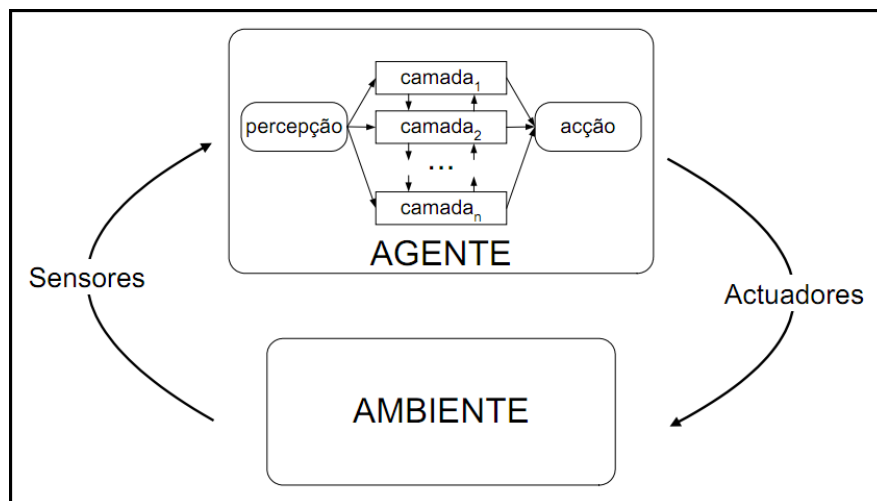 camada₁
percepção
camada₂
acção
...
camadaₙ
AGENTE
Sensores
Actuadores
AMBIENTE